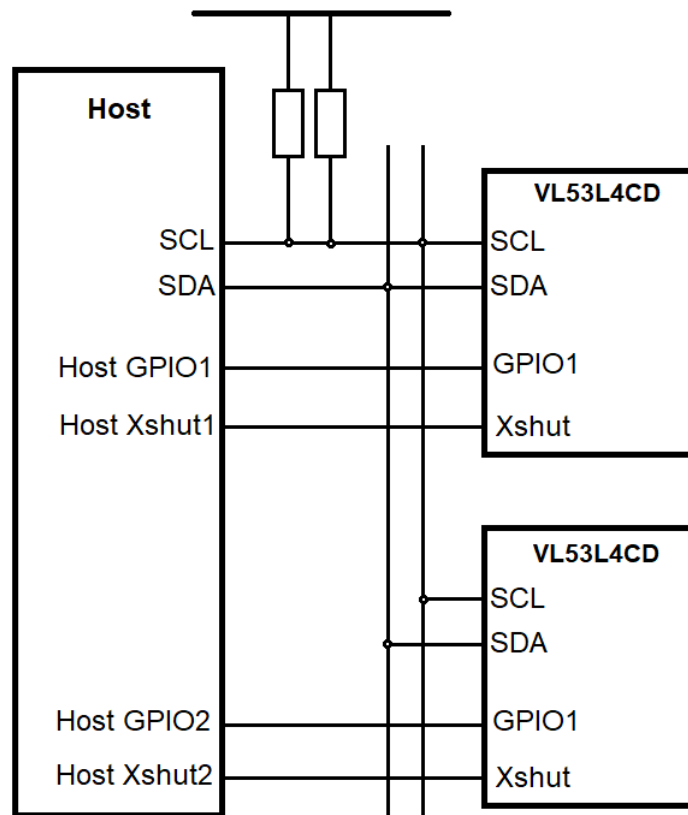 Host
VL53L4CD
SCL
SCL
SDA
SDA
Host GPIO1
GPIO1
Host Xshut1
Xshut
VL53L4CD
SCL
SDA
Host GPIO2
GPIO1
Host Xshut2
Xshut